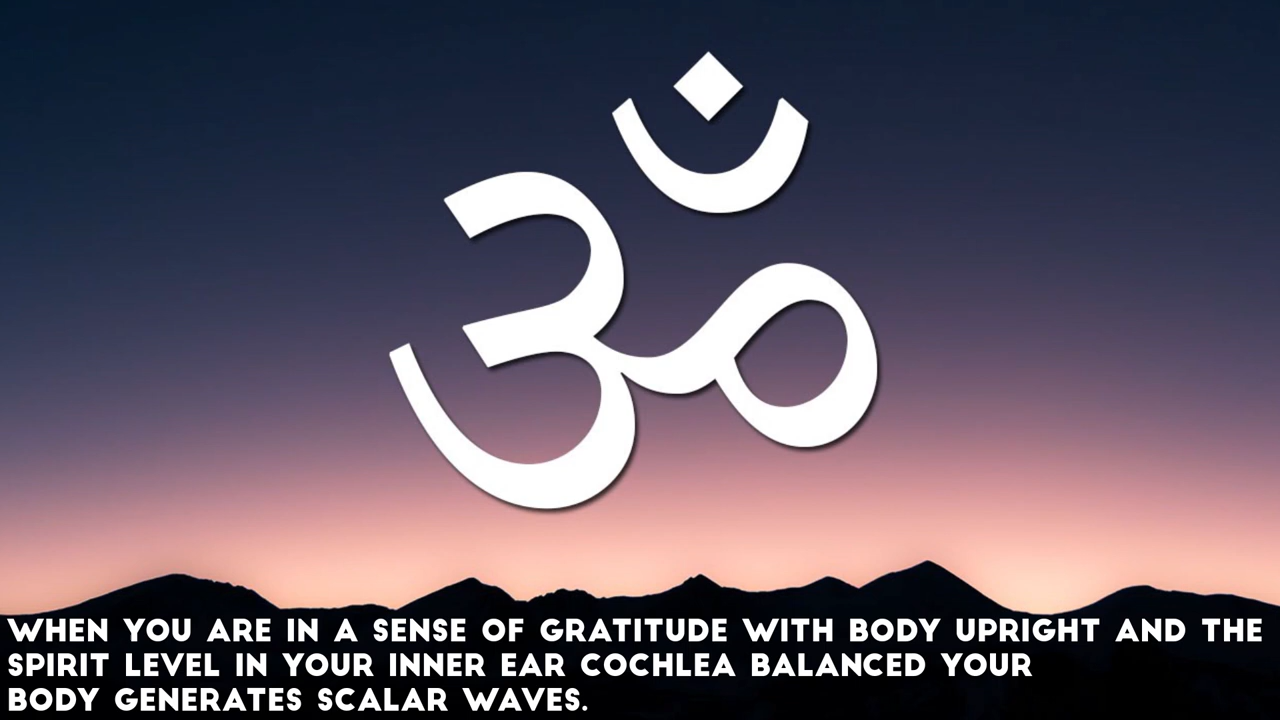 ॐ
WHEN YOU ARE IN A SENSE OF GRATITUDE WITH BODY UPRIGHT AND THE
SPIRIT LEVEL IN YOUR INNER EAR COCHLEA BALANCED YOUR
BODY GENERATES SCALAR WAVES.